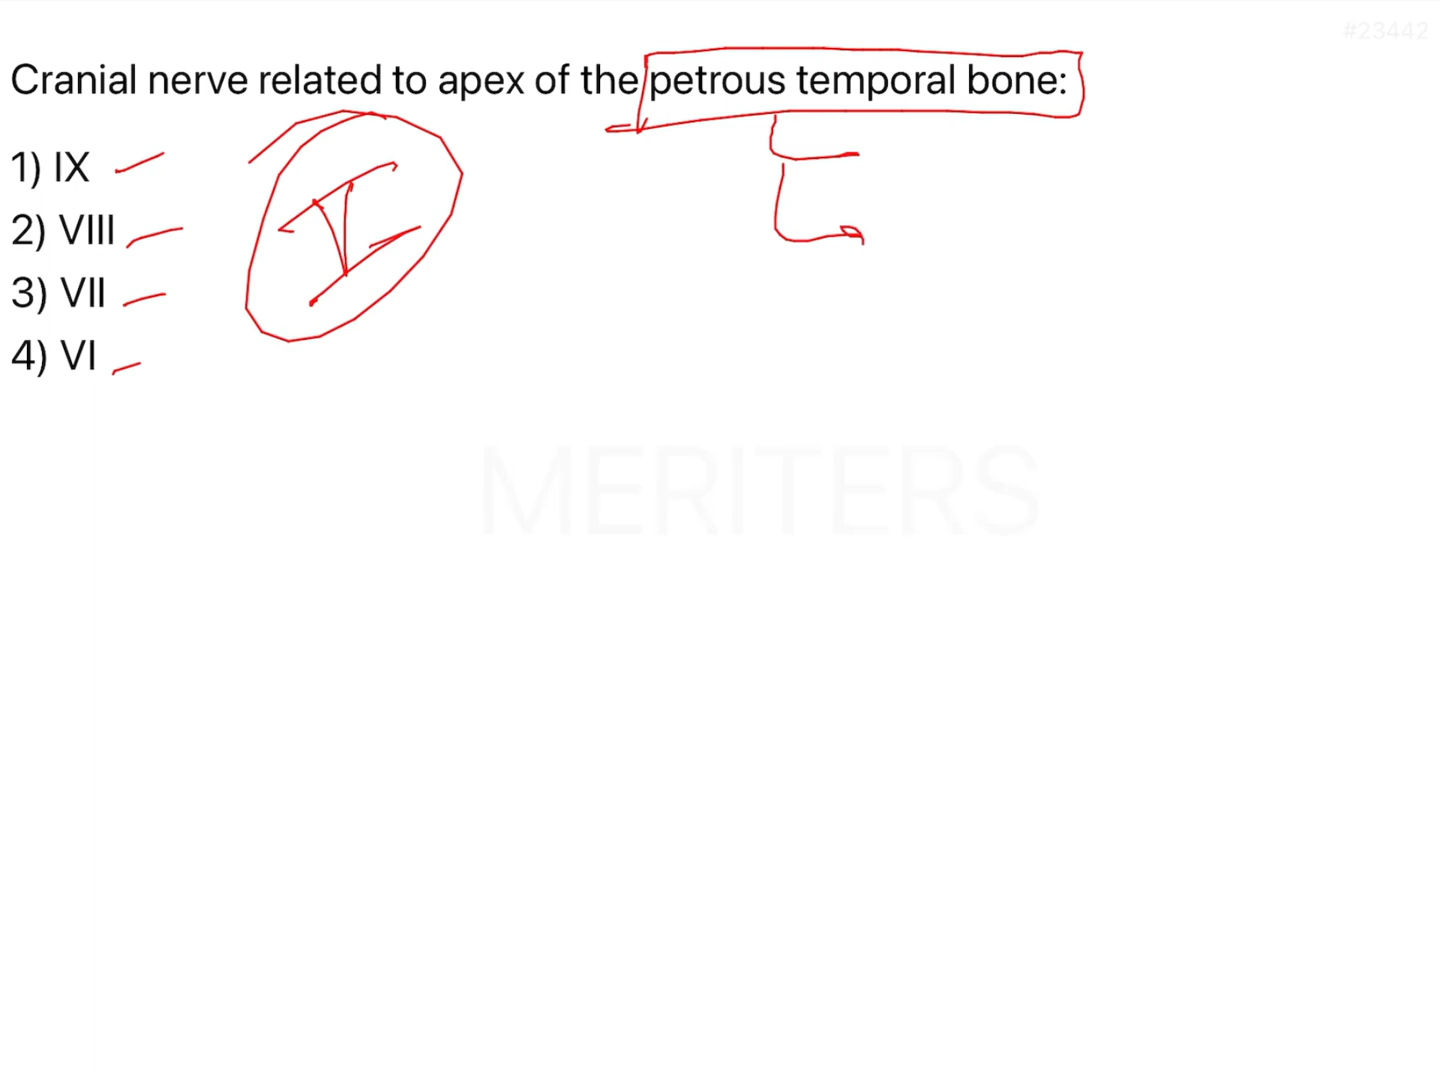 #23442
Cranial nerve related to apex of the petrous temporal bone:
1) IX
2) VIII
3) VII
4) VI
V
MERITERS